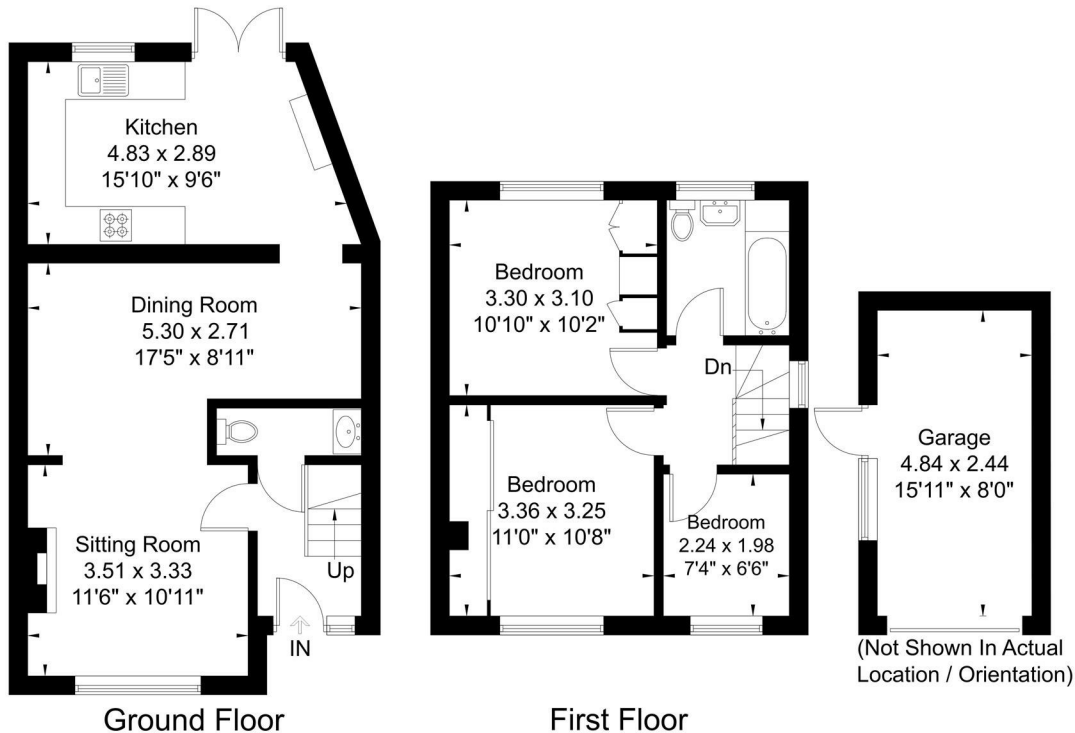 Kitchen
4.83 x 2.89
15'10" x 9'6"
Dining Room
5.30 x 2.71
17'5" x 8'11"
Sitting Room
3.51 x 3.33
11'6" x 10'11"
Up
IN
Ground Floor
Bedroom
3.30 x 3.10
10'10" x 10'2"
Dn
Bedroom
3.36 x 3.25
11'0" x 10'8"
Bedroom
2.24 x 1.98
7'4" x 6'6"
First Floor
Garage
4.84 x 2.44
15'11" x 8'0"
(Not Shown In Actual
Location / Orientation)